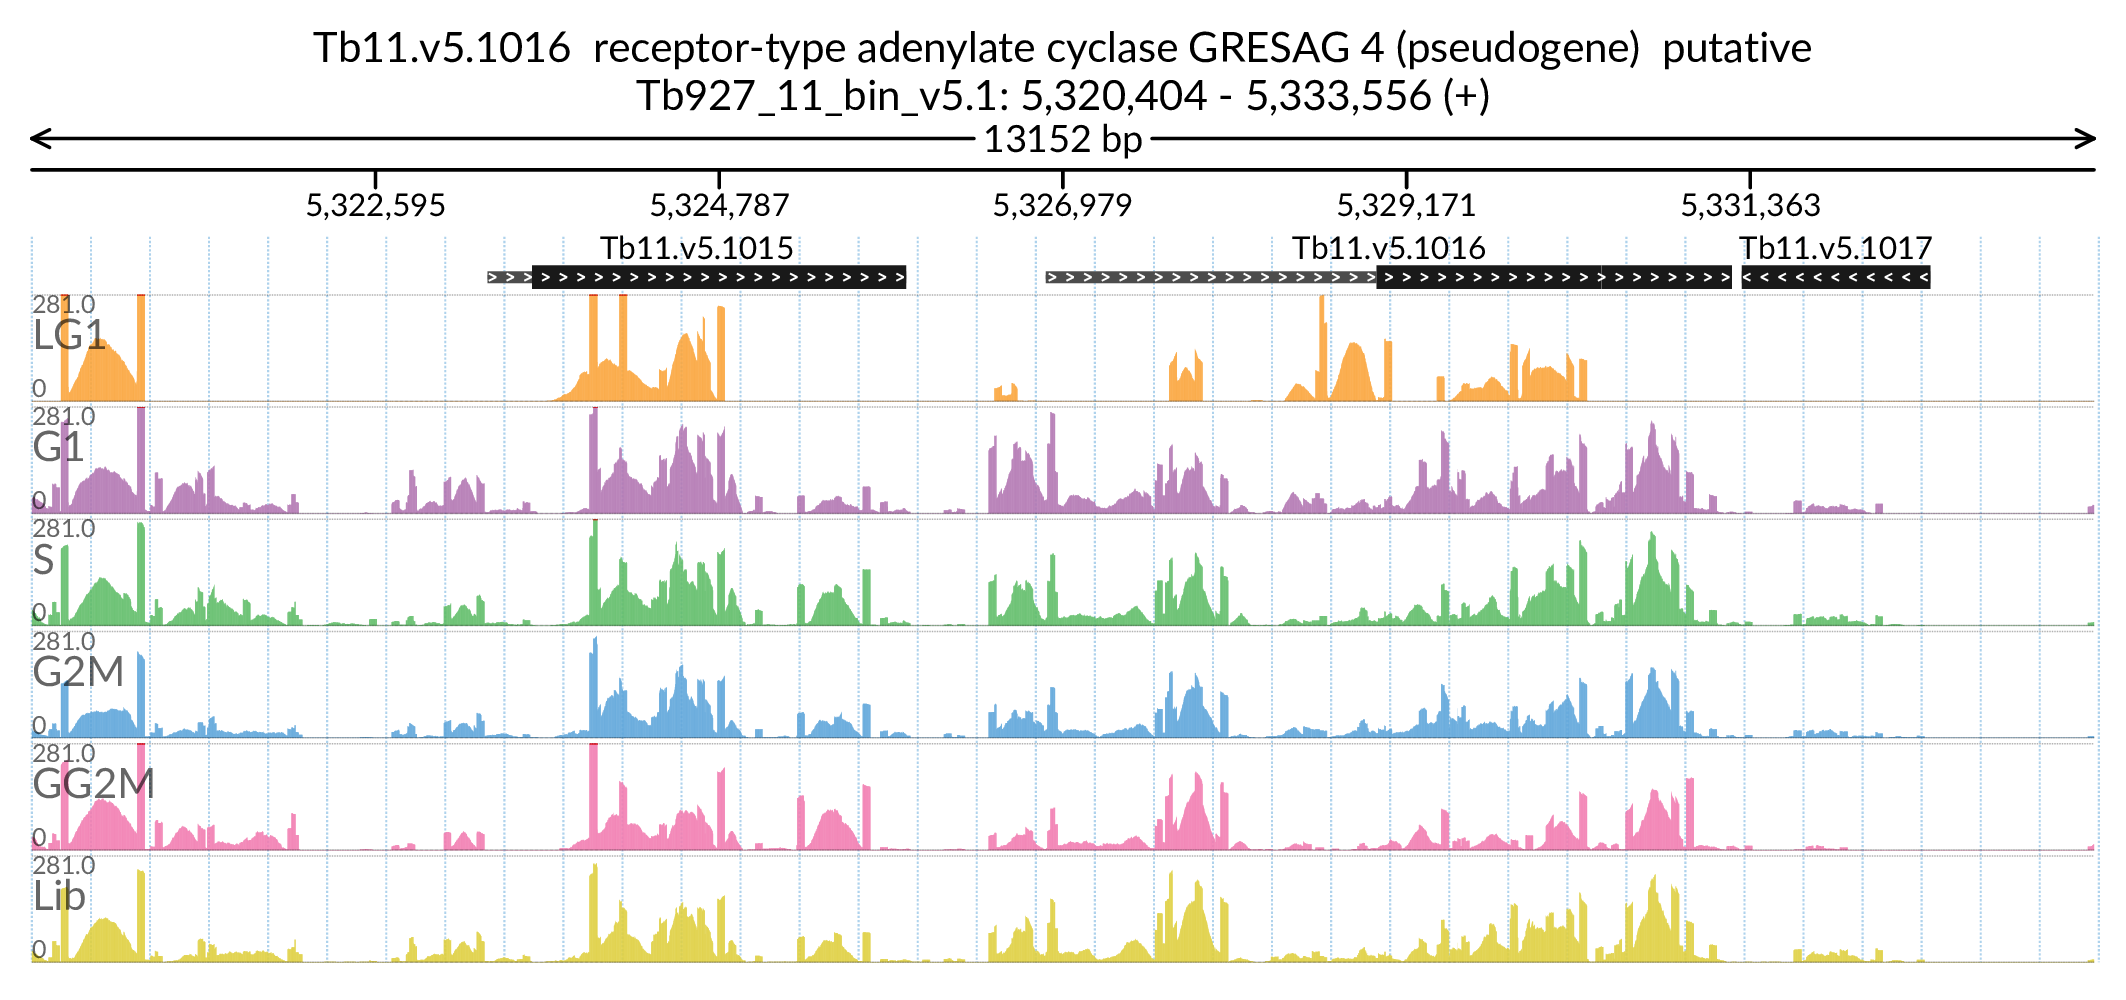 Tb11.v5.1016 receptor-type adenylate cyclase GRESAG 4 (pseudogene) putative
Tb927_11_bin_v5.1: 5,320,404 - 5,333,556 (+)
13152 bp
5,322,595 5,324,787 5,326,979 5,329,171 5,331,363
Tb11.v5.1015 Tb11.v5.1016 Tb11.v5.1017
281.0
LG1
0
281.0
G1
0
281.0
S
0
281.0
G2M
0
281.0
GG2M
0
281.0
Lib
0